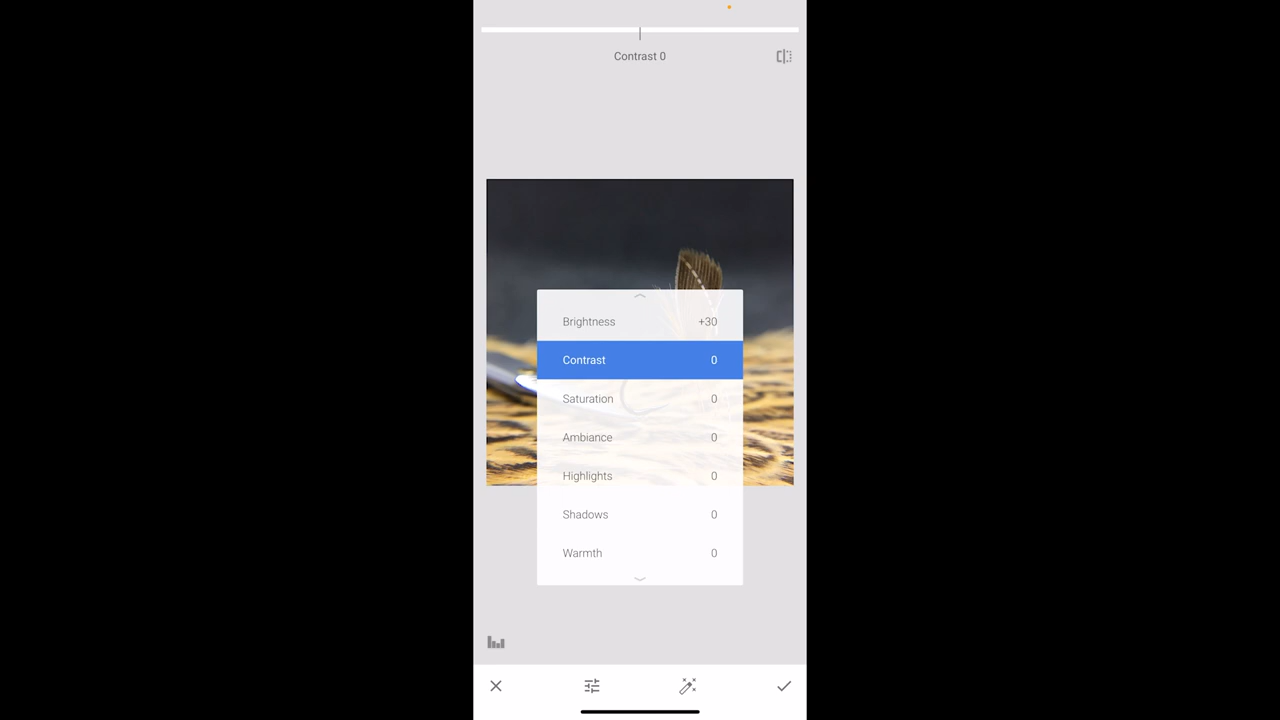 Contrast 0
Brightness +30
Contrast 0
Saturation 0
Ambiance 0
Highlights 0
Shadows 0
Warmth 0